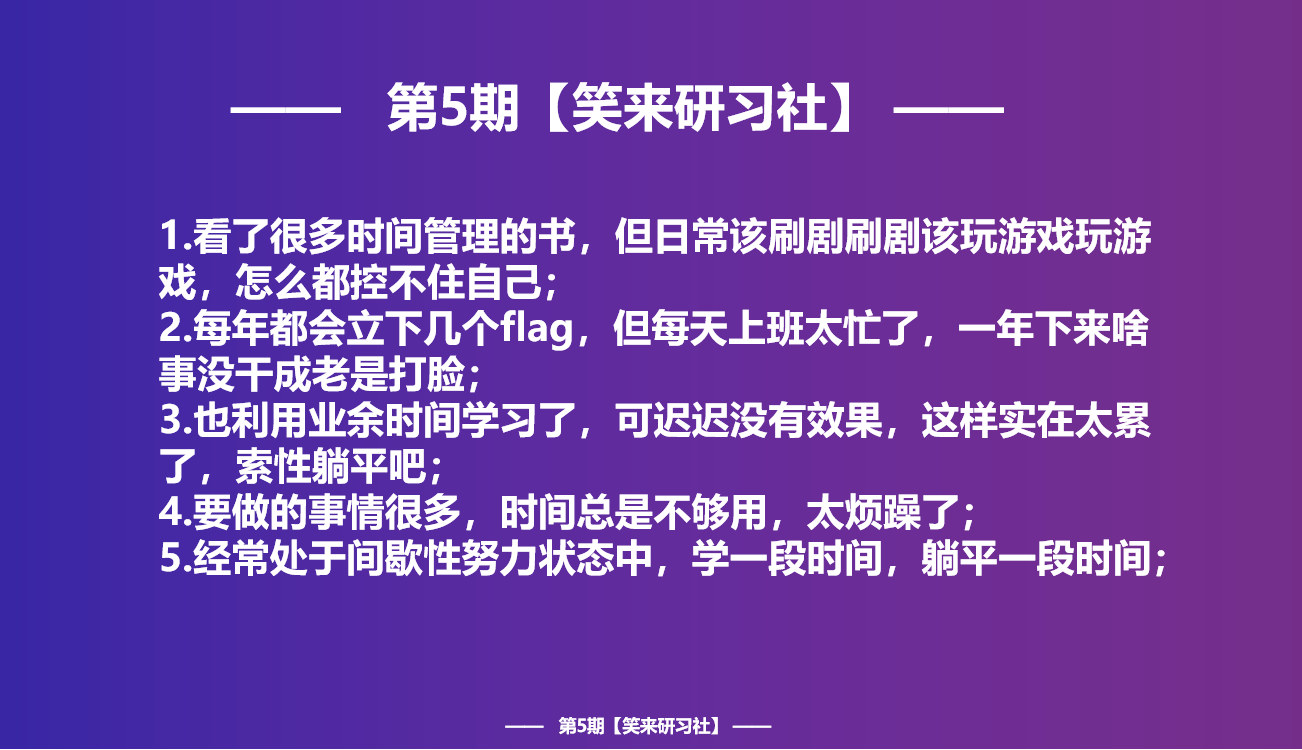 —— 第5期【笑来研习社】 ——
1.看了很多时间管理的书，但日常该刷剧刷剧该玩游戏玩游
戏，怎么都控不住自己；
2.每年都会立下几个flag，但每天上班太忙了，一年下来啥
事没干成老是打脸；
3.也利用业余时间学习了，可迟迟没有效果，这样实在太累
了，索性躺平吧；
4.要做的事情很多，时间总是不够用，太烦躁了；
5.经常处于间歇性努力状态中，学一段时间，躺平一段时间；
—— 第5期【笑来研习社】 ——